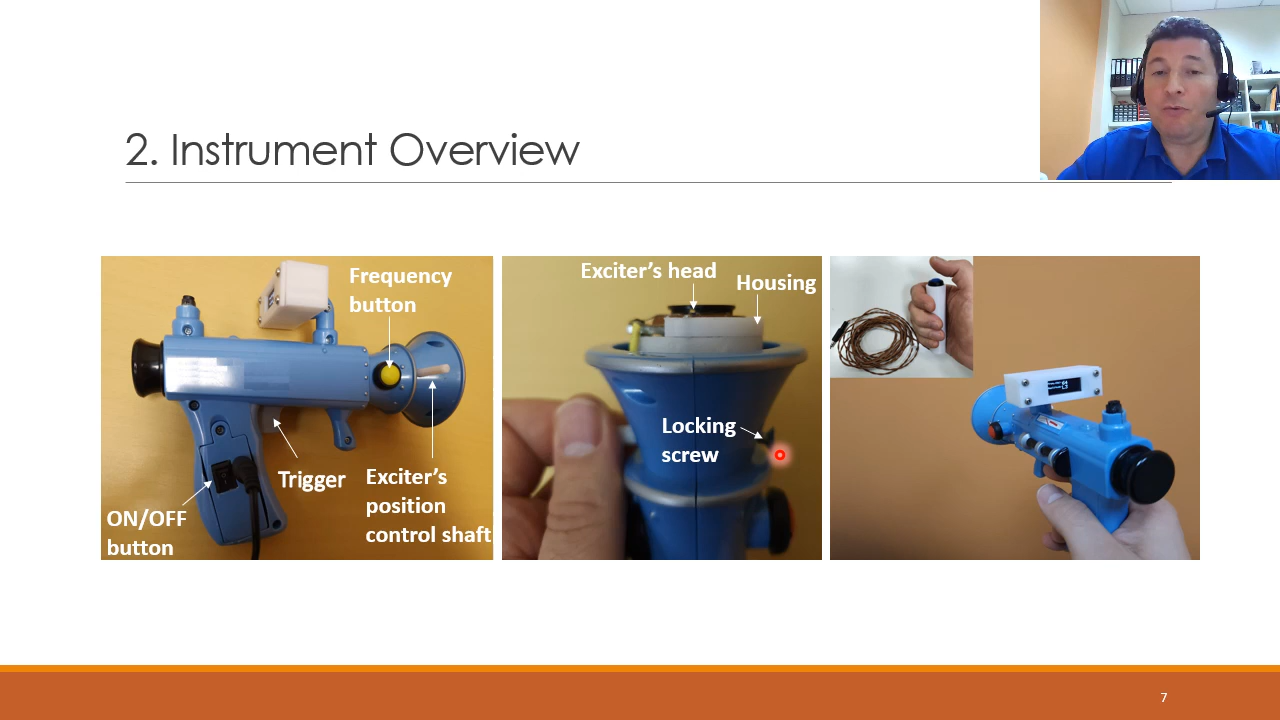 2. Instrument Overview
Frequency
button
Trigger
Exciter's
position
control shaft
ON/OFF
button
Exciter's head
Housing
Locking
screw
7